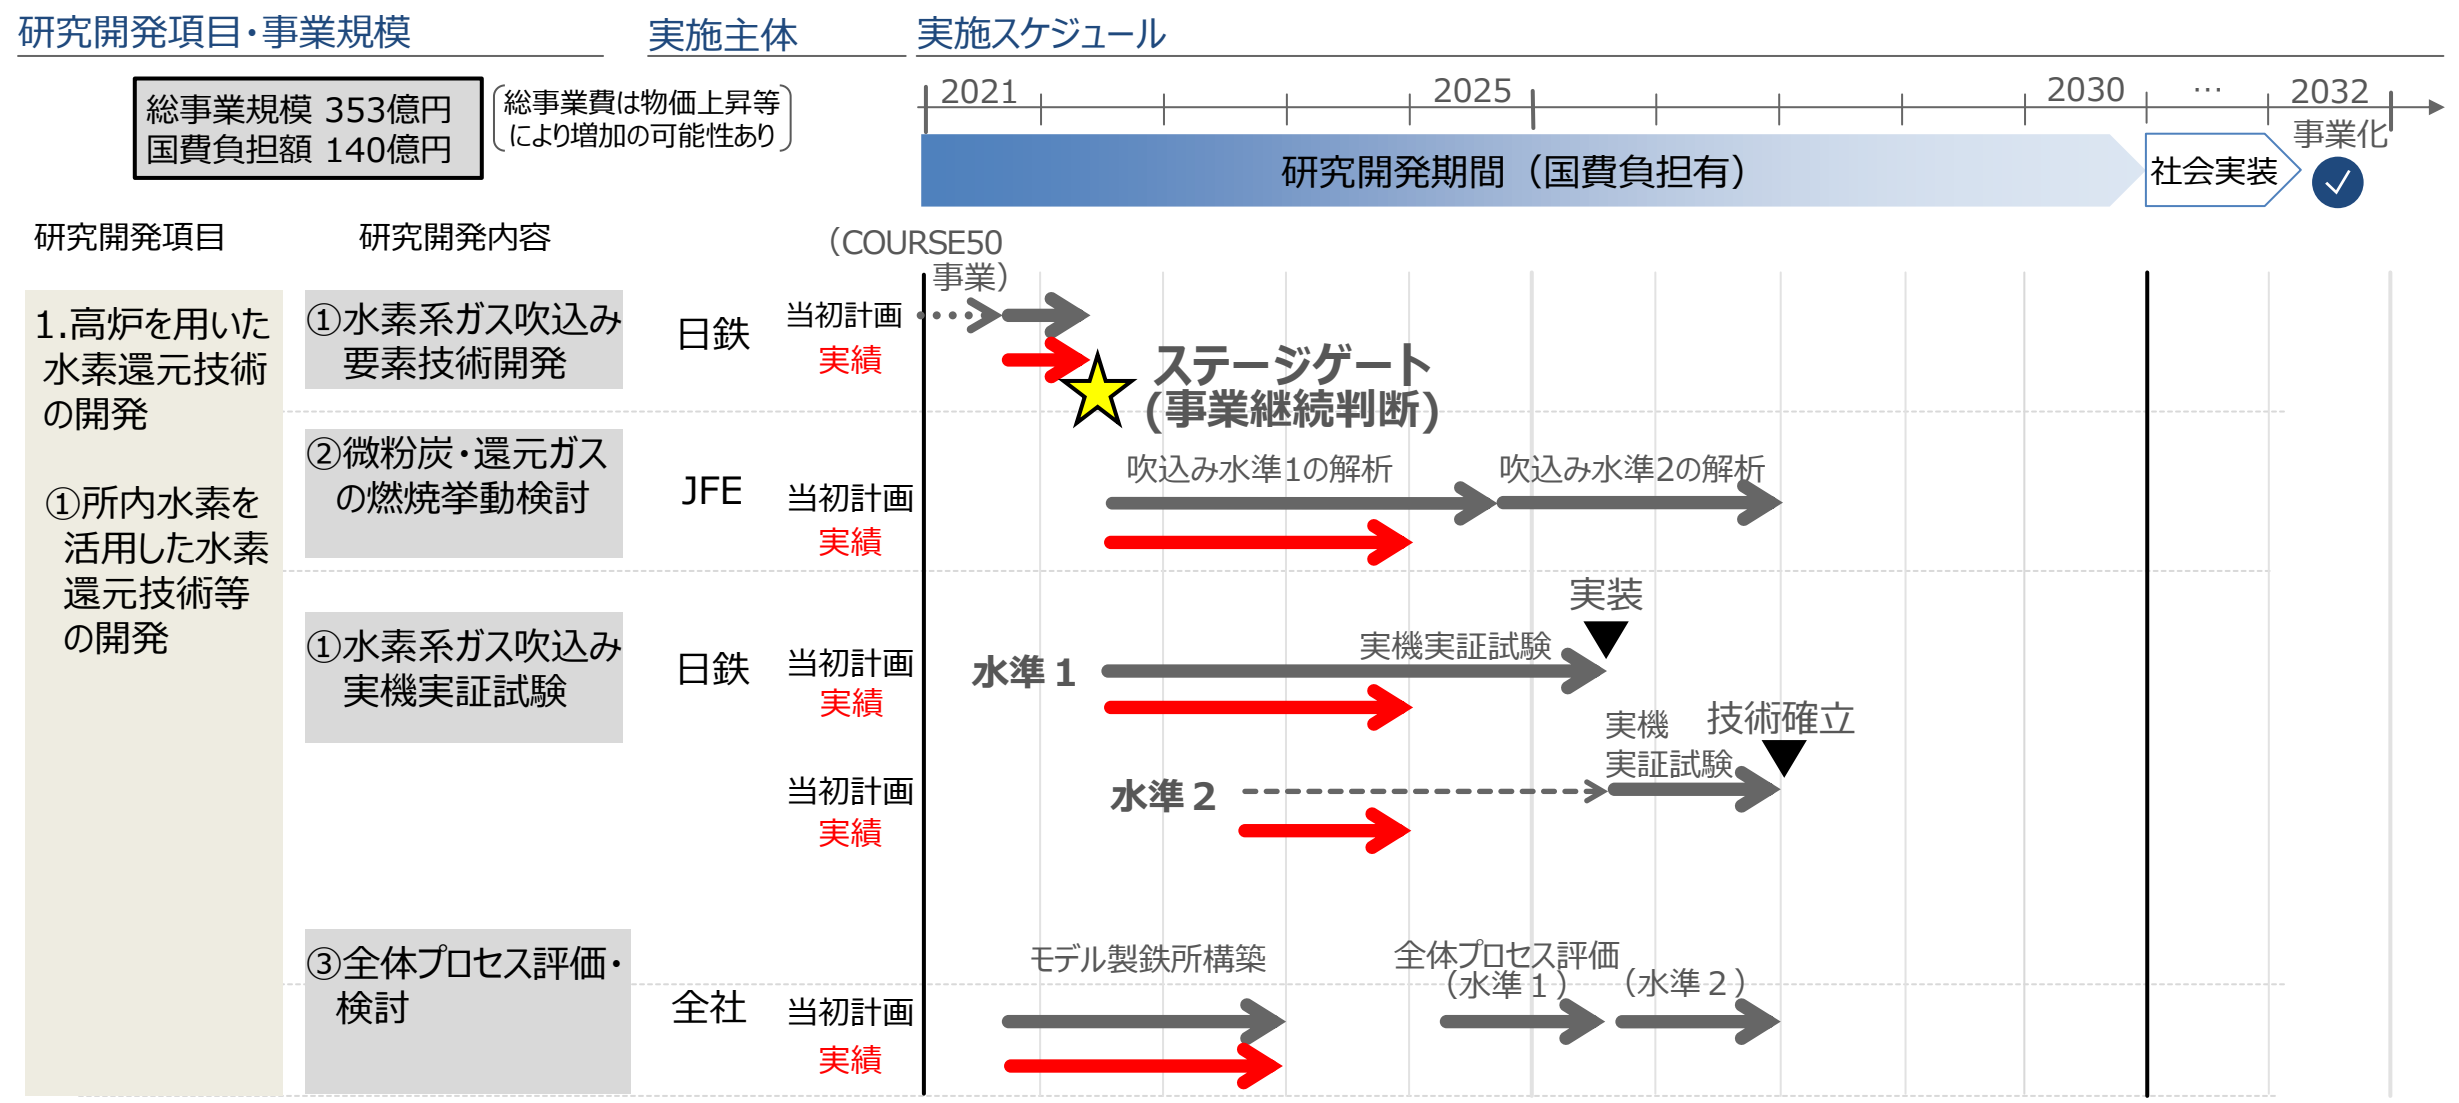 研究開発項目・事業規模
実施主体
実施スケジュール
総事業規模 353億円
国費負担額 140億円
総事業費は物価上昇等
により増加の可能性あり
2021
2025
2030
…
2032
事業化
研究開発期間（国費負担有）
社会実装
研究開発項目
研究開発内容
（COURSE50
事業）
1.高炉を用いた
水素還元技術
の開発
①所内水素を
活用した水素
還元技術等
の開発
①水素系ガス吹込み
要素技術開発
日鉄
当初計画
実績
ステージゲート
(事業継続判断)
②微粉炭・還元ガス
の燃焼挙動検討
JFE
当初計画
実績
吹込み水準1の解析
吹込み水準2の解析
①水素系ガス吹込み
実機実証試験
日鉄
当初計画
実績
水準１
実機実証試験
実装
当初計画
実績
水準２
実機
実証試験
技術確立
③全体プロセス評価・
検討
全社
当初計画
実績
モデル製鉄所構築
全体プロセス評価
（水準１）
（水準２）